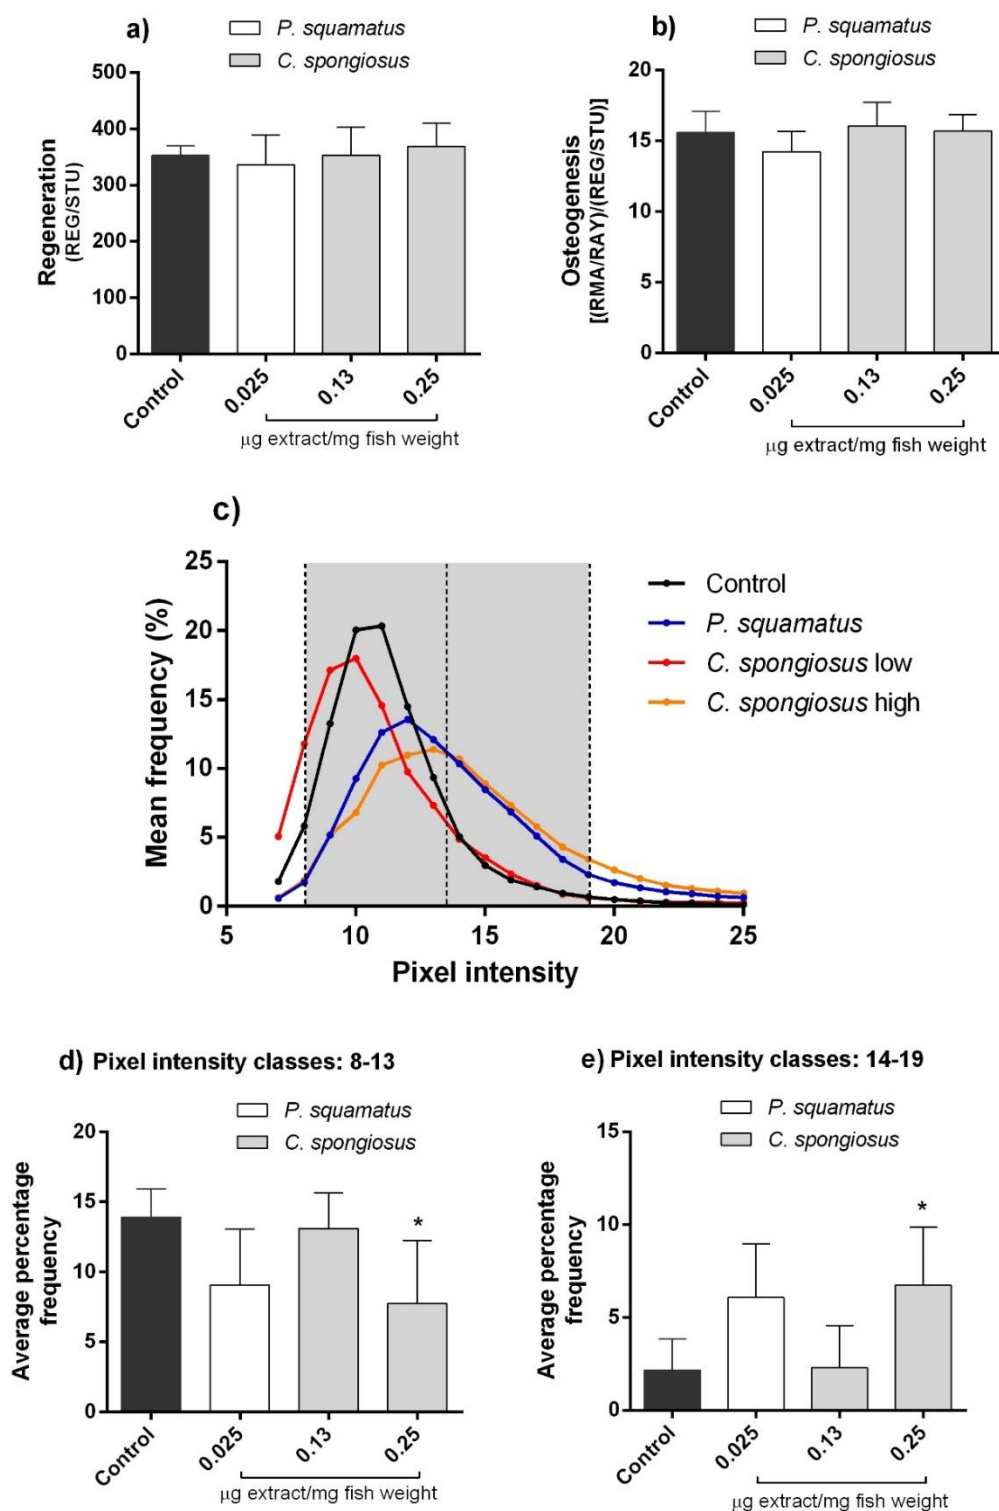 a)
P. squamatus
C. spongiosus
Regeneration
(REG/STU)
500
400
300
200
100
0
Control
0.025
0.13
0.25
μg extract/mg fish weight
b)
P. squamatus
C. spongiosus
Osteogenesis
[(RMA/RAY)/(REG/STU)]
20
15
10
5
0
Control
0.025
0.13
0.25
μg extract/mg fish weight
c)
Mean frequency (%)
25
20
15
10
5
0
5
10
15
20
25
Pixel intensity
Control
P. squamatus
C. spongiosus low
C. spongiosus high
d) Pixel intensity classes: 8-13
P. squamatus
C. spongiosus
Average percentage
frequency
20
15
10
5
0
*
Control
0.025
0.13
0.25
μg extract/mg fish weight
e) Pixel intensity classes: 14-19
P. squamatus
C. spongiosus
Average percentage
frequency
15
10
5
0
*
Control
0.025
0.13
0.25
μg extract/mg fish weight